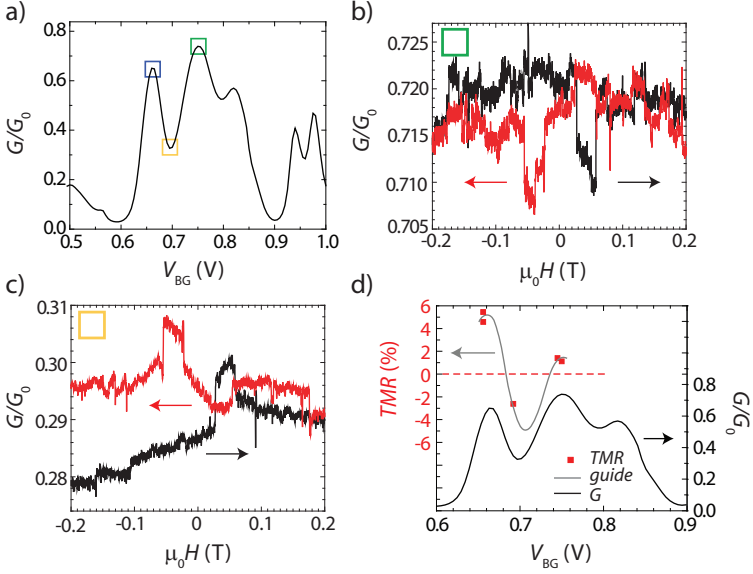 a)
G/G0
0.8
0.6
0.4
0.2
0.0
0.5 0.6 0.7 0.8 0.9 1.0
VBG (V)
b)
G/G0
0.725
0.720
0.715
0.710
0.705
-0.2 -0.1 0 0.1 0.2
μ0H (T)
c)
G/G0
0.31
0.30
0.29
0.28
-0.2 -0.1 0 0.1 0.2
μ0H (T)
d)
TMR (%)
6
4
2
0
-2
-4
-6
0.8
0.6
0.4
0.2
0.0
G/G0
TMR
guide
G
0.6 0.7 0.8 0.9
VBG (V)